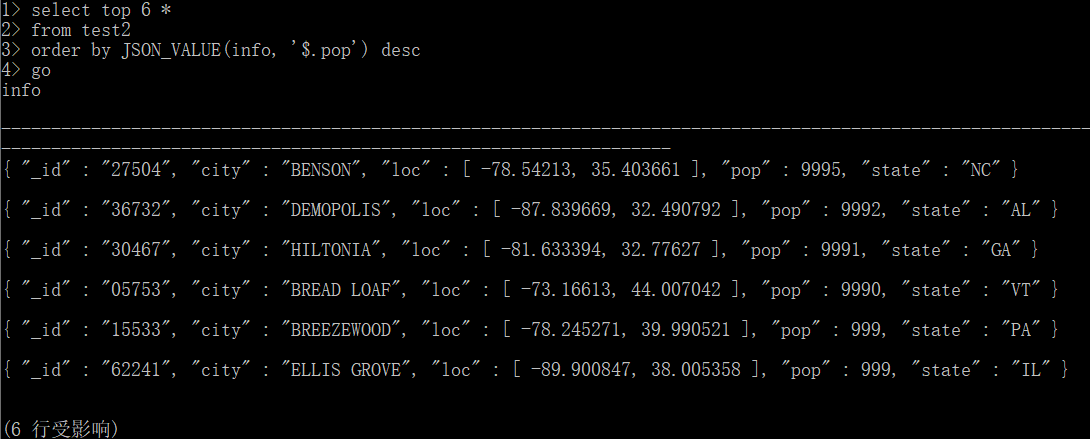 1> select top 6 *
2> from test2
3> order by JSON_VALUE(info, '$.pop') desc
4> go
info
------------------------------------------------------------------------------------------------------------
-------------------------------------------------------------------
{ "_id" : "27504", "city" : "BENSON", "loc" : [ -78.54213, 35.403661 ], "pop" : 9995, "state" : "NC" }
{ "_id" : "36732", "city" : "DEMOPOLIS", "loc" : [ -87.839669, 32.490792 ], "pop" : 9992, "state" : "AL" }
{ "_id" : "30467", "city" : "HILTONIA", "loc" : [ -81.633394, 32.77627 ], "pop" : 9991, "state" : "GA" }
{ "_id" : "05753", "city" : "BREAD LOAF", "loc" : [ -73.16613, 44.007042 ], "pop" : 9990, "state" : "VT" }
{ "_id" : "15533", "city" : "BREEZEWOOD", "loc" : [ -78.245271, 39.990521 ], "pop" : 999, "state" : "PA" }
{ "_id" : "62241", "city" : "ELLIS GROVE", "loc" : [ -89.900847, 38.005358 ], "pop" : 999, "state" : "IL" }
(6 行受影响)